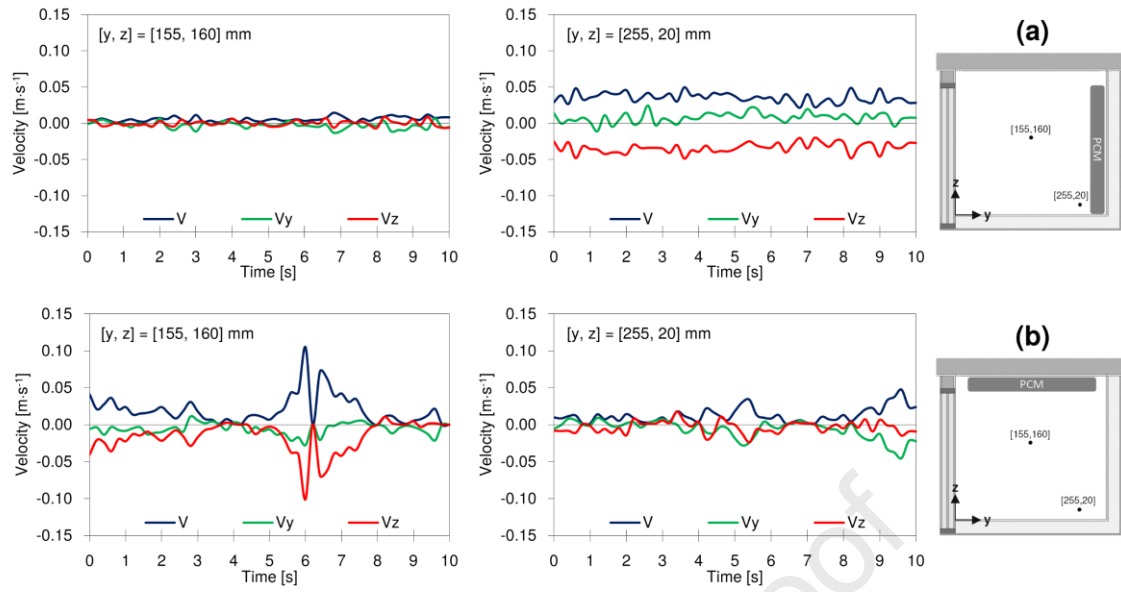 [y, z] = [155, 160] mm
0.15
0.10
0.05
0.00
-0.05
-0.10
-0.15
Velocity [m·s⁻¹]
V Vy Vz
0 1 2 3 4 5 6 7 8 9 10
Time [s]
[y, z] = [255, 20] mm
0.15
0.10
0.05
0.00
-0.05
-0.10
-0.15
Velocity [m·s⁻¹]
V Vy Vz
0 1 2 3 4 5 6 7 8 9 10
Time [s]
(a)
[155,160]
PCM
[255,20]
z
y
[y, z] = [155, 160] mm
0.15
0.10
0.05
0.00
-0.05
-0.10
-0.15
Velocity [m·s⁻¹]
V Vy Vz
0 1 2 3 4 5 6 7 8 9 10
Time [s]
[y, z] = [255, 20] mm
0.15
0.10
0.05
0.00
-0.05
-0.10
-0.15
Velocity [m·s⁻¹]
V Vy Vz
0 1 2 3 4 5 6 7 8 9 10
Time [s]
(b)
PCM
[155,160]
[255,20]
z
y